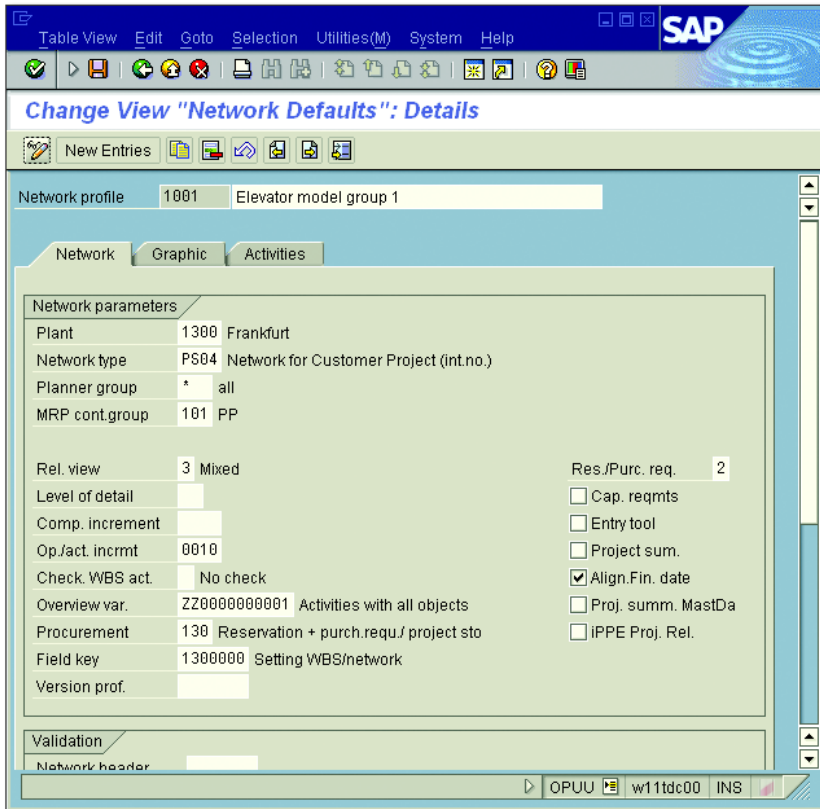 SAP
Table View Edit Goto Selection Utilities(M) System Help
Change View "Network Defaults": Details
New Entries
Network profile 1001 Elevator model group 1
Network Graphic Activities
Network parameters
Plant 1300 Frankfurt
Network type PS04 Network for Customer Project (int.no.)
Planner group * all
MRP cont.group 101 PP
Rel. view 3 Mixed Res./Purc. req. 2
Level of detail Cap. reqmts
Comp. increment Entry tool
Op./act. incrmt 0010 Project sum.
Check. WBS act. No check Align.Fin. date
Overview var. ZZ0000000001 Activities with all objects Proj. summ. MastDa
Procurement 130 Reservation + purch.requ./ project sto iPPE Proj. Rel.
Field key 1300000 Setting WBS/network
Version prof.
Validation
Network header
OPUU w11tdc00 INS